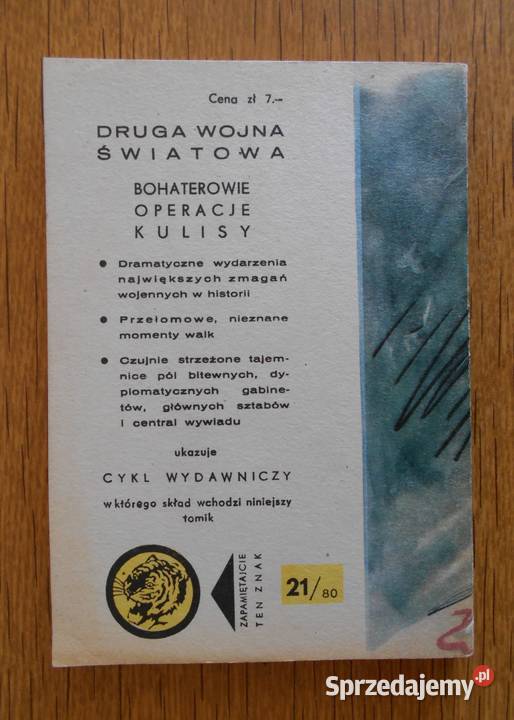 Cena zł 7.–
DRUGA WOJNA
ŚWIATOWA
BOHATEROWIE
OPERACJE
KULISY
● Dramatyczne wydarzenia
największych zmagań
wojennych w historii
● Przełomowe, nieznane
momenty walk
● Czujnie strzeżone tajem-
nice pól bitewnych, dy-
plomatycznych gabine-
tów, głównych sztabów
i central wywiadu
ukazuje
CYKL WYDAWNICZY
w którego skład wchodzi niniejszy
tomik
ZAPAMIĘTAJCIE
TEN ZNAK
21/80
Sprzedajemy.pl